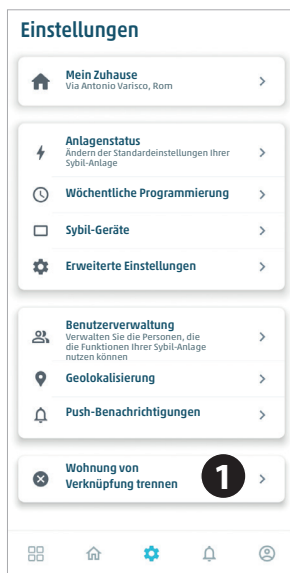 Einstellungen
Mein Zuhause
Via Antonio Varisco, Rom
Anlagenstatus
Ändern der Standardeinstellungen Ihrer
Sybil-Anlage
Wöchentliche Programmierung
Sybil-Geräte
Erweiterte Einstellungen
Benutzerverwaltung
Verwalten Sie die Personen, die
die Funktionen Ihrer Sybil-Anlage
nutzen können
Geolokalisierung
Push-Benachrichtigungen
Wohnung von
Verknüpfung trennen
1